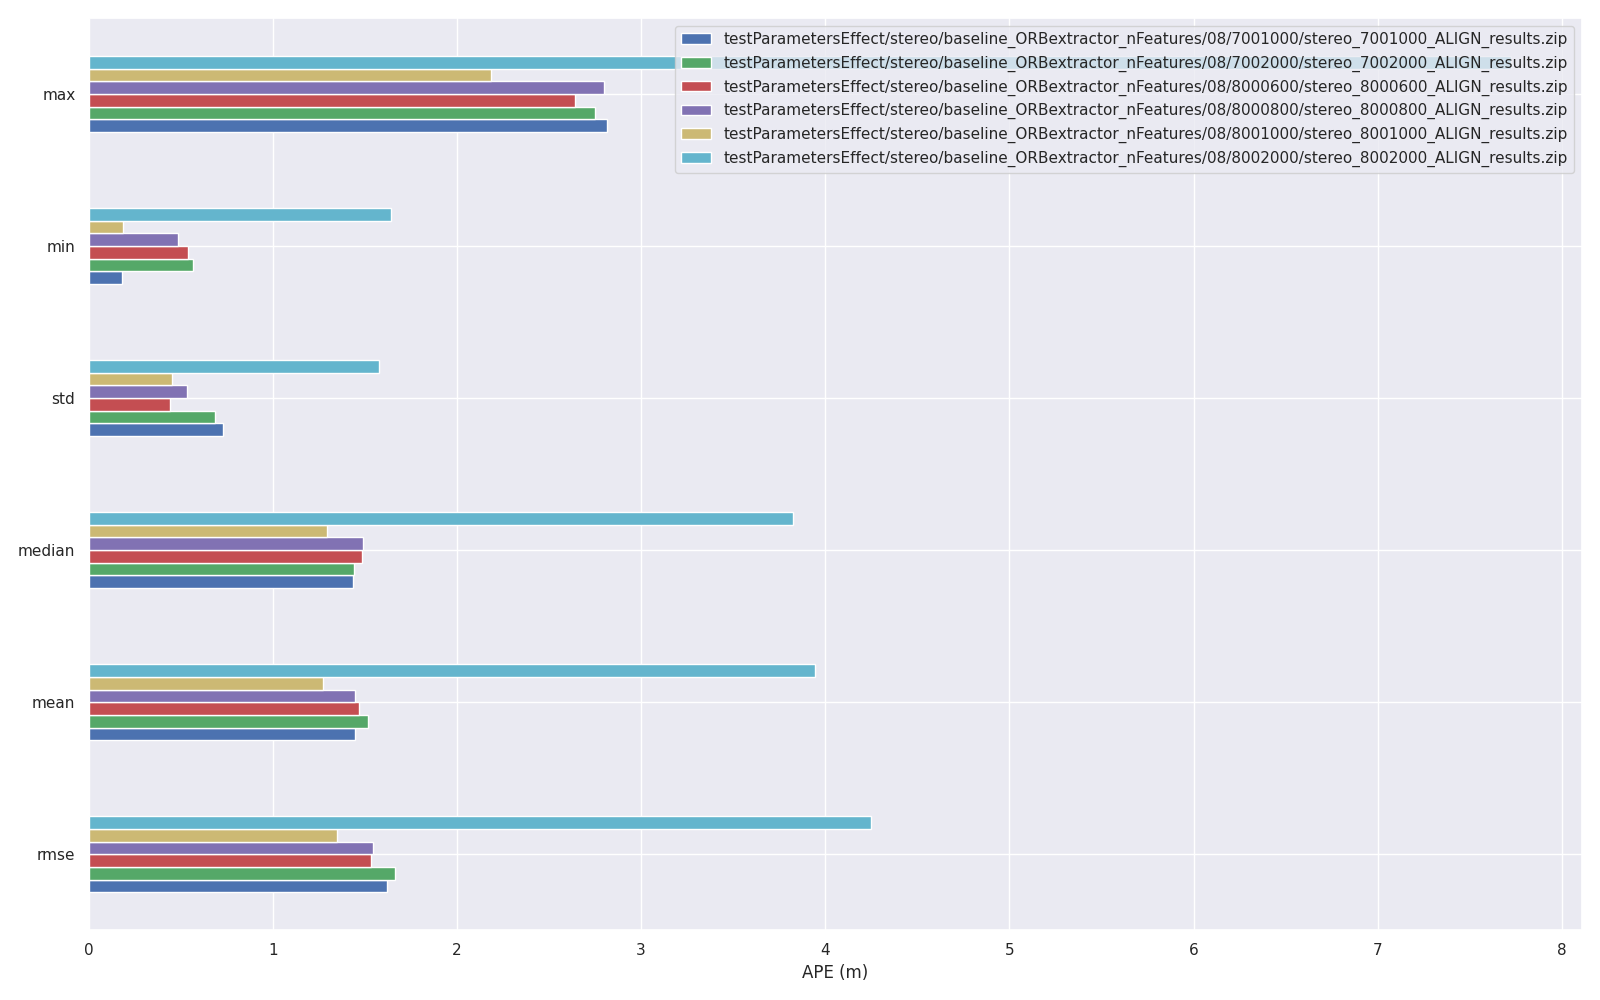 testParametersEffect/stereo/baseline_ORBextractor_nFeatures/08/7001000/stereo_7001000_ALIGN_results.zip
testParametersEffect/stereo/baseline_ORBextractor_nFeatures/08/7002000/stereo_7002000_ALIGN_results.zip
testParametersEffect/stereo/baseline_ORBextractor_nFeatures/08/8000600/stereo_8000600_ALIGN_results.zip
testParametersEffect/stereo/baseline_ORBextractor_nFeatures/08/8000800/stereo_8000800_ALIGN_results.zip
testParametersEffect/stereo/baseline_ORBextractor_nFeatures/08/8001000/stereo_8001000_ALIGN_results.zip
testParametersEffect/stereo/baseline_ORBextractor_nFeatures/08/8002000/stereo_8002000_ALIGN_results.zip
max
min
std
median
mean
rmse
0 1 2 3 4 5 6 7 8
APE (m)